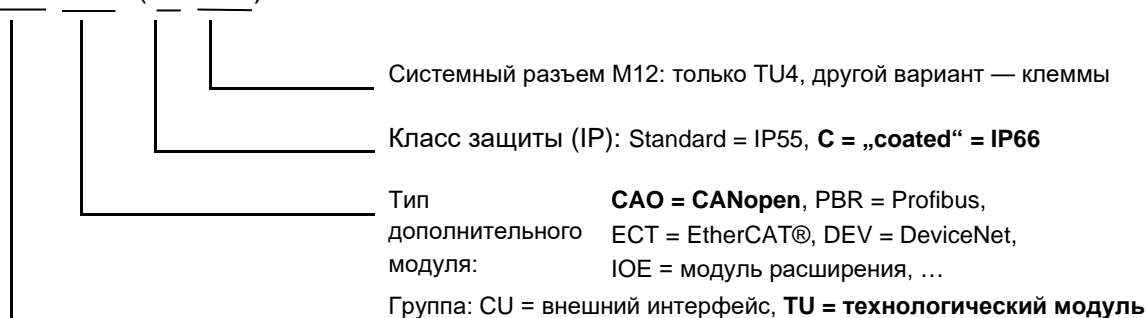 Системный разъем M12: только TU4, другой вариант — клеммы
Класс защиты (IP): Standard = IP55, C = „coated“ = IP66
Тип дополнительного модуля:
CAO = CANopen, PBR = Profibus,
ECT = EtherCAT®, DEV = DeviceNet,
IOE = модуль расширения, …
Группа: CU = внешний интерфейс, TU = технологический модуль